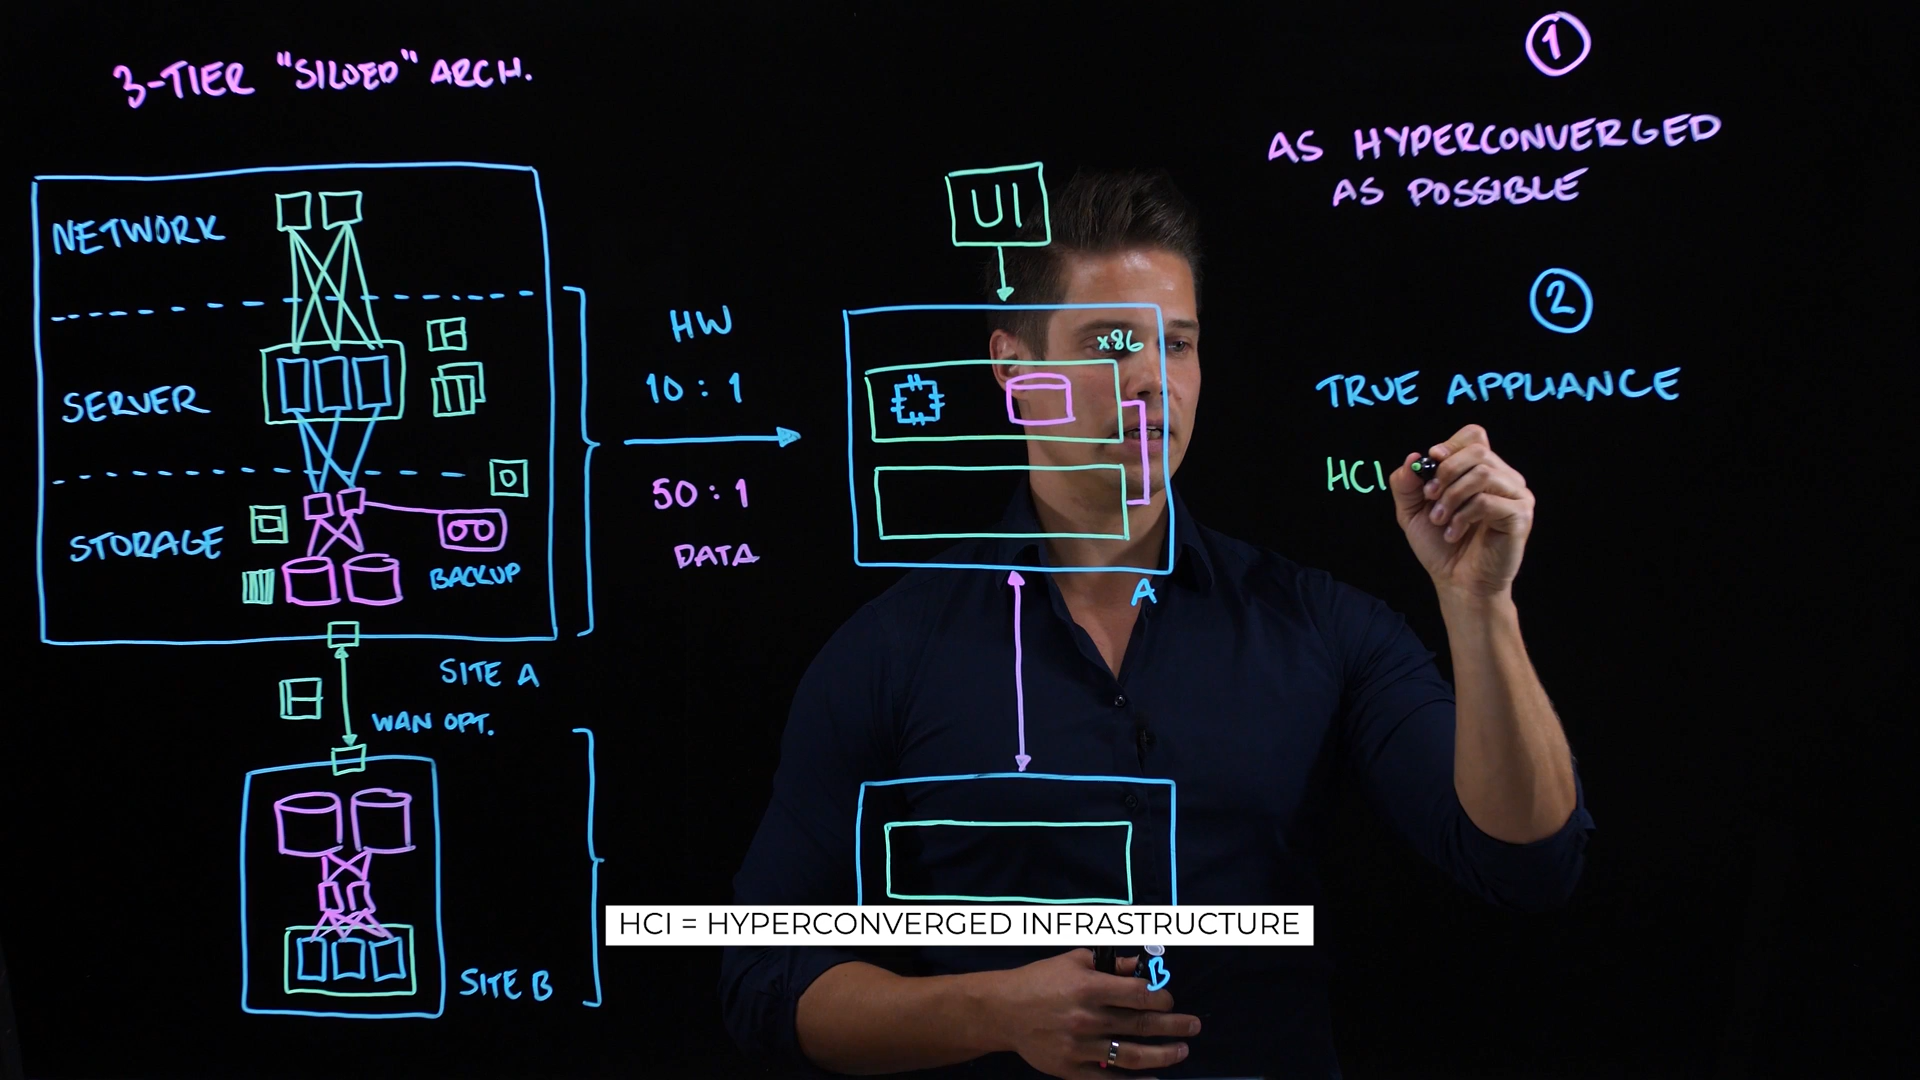 3-TIER "SILOED" ARCH.
NETWORK
SERVER
STORAGE
BACKUP
SITE A
WAN OPT.
SITE B
HW
10 : 1
50 : 1
DATA
UI
x86
A
B
1
AS HYPERCONVERGED
AS POSSIBLE
2
TRUE APPLIANCE
HCI
HCI = HYPERCONVERGED INFRASTRUCTURE